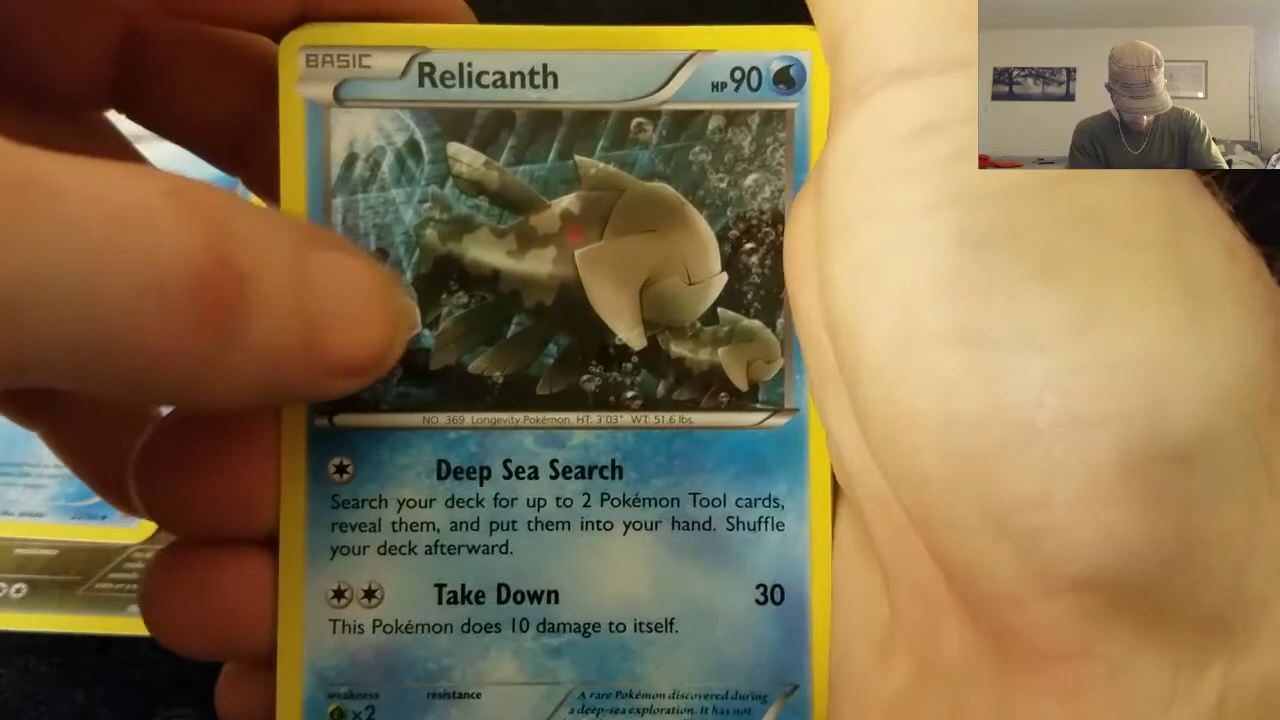 BASIC
Relicanth
HP 90
NO. 369 Longevity Pokémon HT: 3'03" WT: 51.6 lbs.
Deep Sea Search
Search your deck for up to 2 Pokémon Tool cards,
reveal them, and put them into your hand. Shuffle
your deck afterward.
Take Down 30
This Pokémon does 10 damage to itself.
weakness resistance
×2
A rare Pokémon discovered during
a deep-sea exploration. It has not